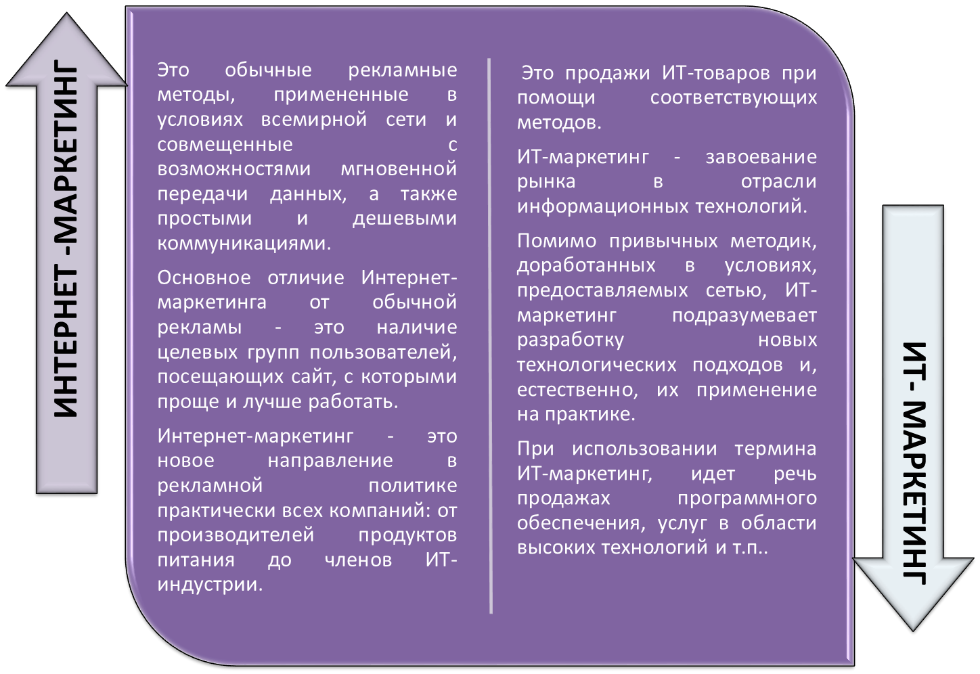 ИНТЕРНЕТ -МАРКЕТИНГ
Это обычные рекламные
методы, примененные в
условиях всемирной сети и
совмещенные с
возможностями мгновенной
передачи данных, а также
простыми и дешевыми
коммуникациями.
Основное отличие Интернет-
маркетинга от обычной
рекламы - это наличие
целевых групп пользователей,
посещающих сайт, с которыми
проще и лучше работать.
Интернет-маркетинг - это
новое направление в
рекламной политике
практически всех компаний: от
производителей продуктов
питания до членов ИТ-
индустрии.
Это продажи ИТ-товаров при
помощи соответствующих
методов.
ИТ-маркетинг - завоевание
рынка в отрасли
информационных технологий.
Помимо привычных методик,
доработанных в условиях,
предоставляемых сетью, ИТ-
маркетинг подразумевает
разработку новых
технологических подходов и,
естественно, их применение
на практике.
При использовании термина
ИТ-маркетинг, идет речь
продажах программного
обеспечения, услуг в области
высоких технологий и т.п..
ИТ- МАРКЕТИНГ